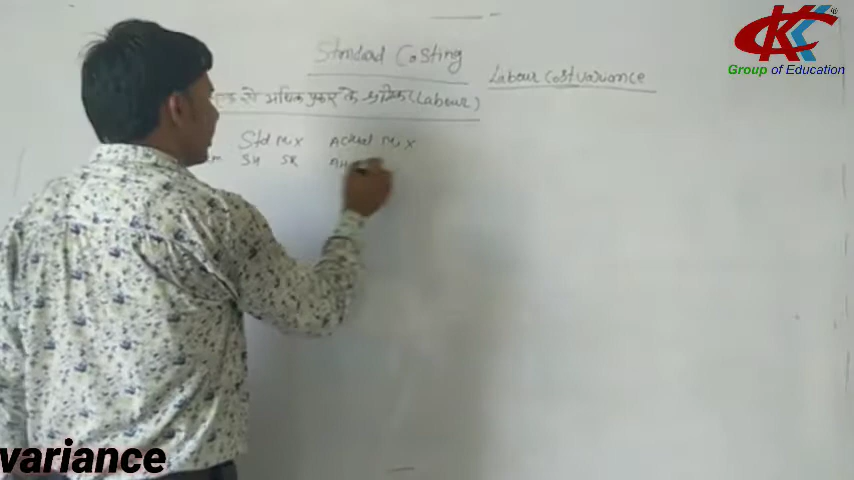 Standard Costing
Labour cost variance
से अधिक प्रकार के श्रमिक (Labour)
Std Mix Actual Mix
SH SR AH
KK
Group of Education
variance